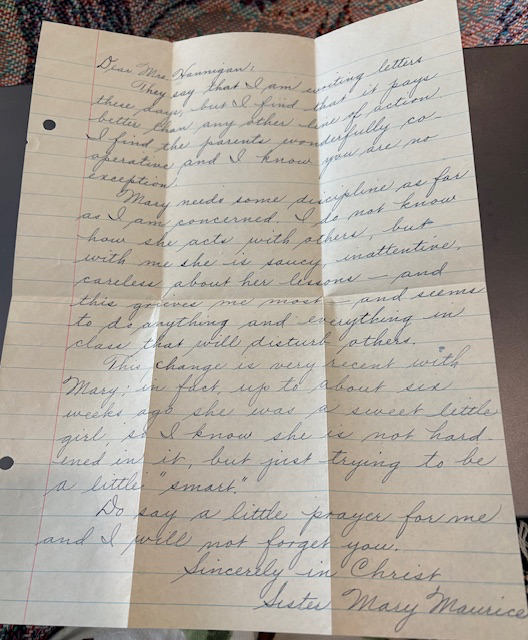 Dear Mrs. Hannigan:
They say that I am writing letters
these days, but I find that it pays
better than any other line of action
I find the parents wonderfully co-
operative and I know you are no
exception.
Mary needs some discipline as far
as I am concerned. I do not know
how she acts with others, but
with me she is saucy, inattentive,
careless about her lessons - and
this grieves me most - and seems
to do anything and everything in
class that will disturb others.
This change is very recent with
Mary; in fact up to about six
weeks ago she was a sweet little
girl, so I know she is not hard-
ened in it, but just trying to be
a little "smart."
Do say a little prayer for me
and I will not forget you.
Sincerely in Christ,
Sister Mary Maurice